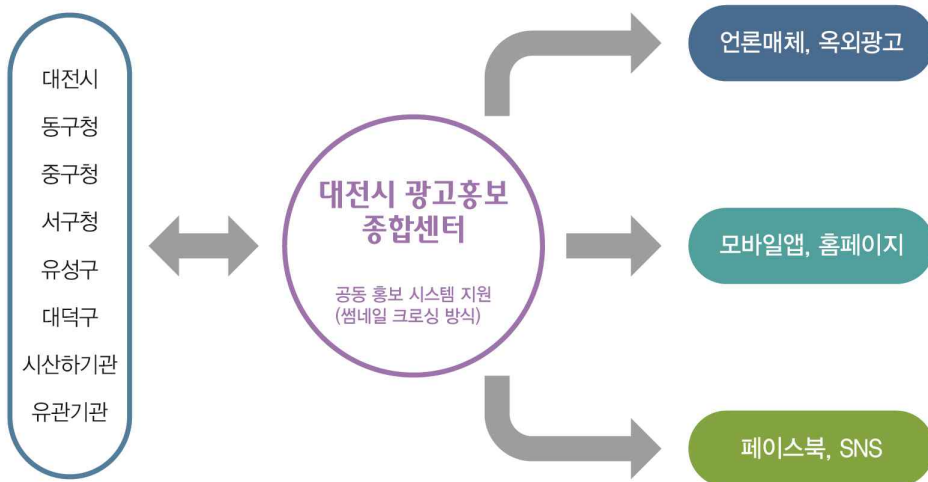 대전시
동구청
중구청
서구청
유성구
대덕구
시산하기관
유관기관
대전시 광고홍보
종합센터
공동 홍보 시스템 지원
(썸네일 크로싱 방식)
언론매체, 옥외광고
모바일앱, 홈페이지
페이스북, SNS